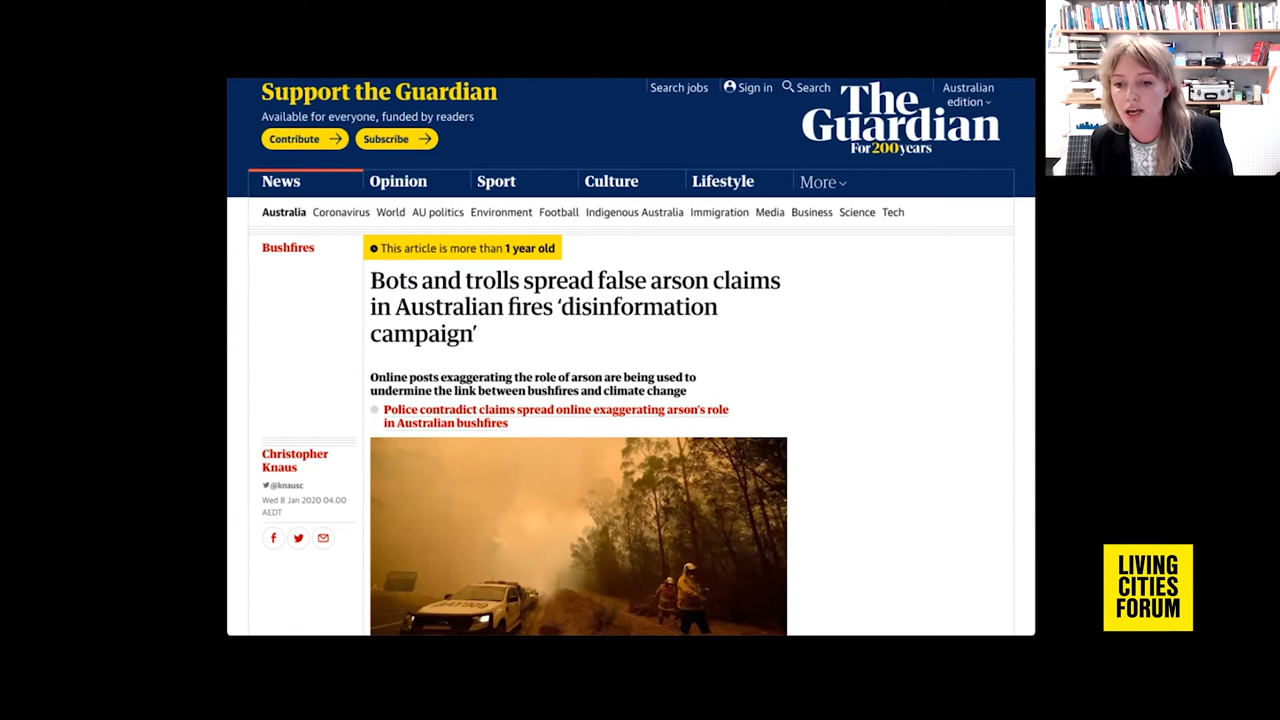 Support the Guardian
Available for everyone, funded by readers
Contribute
Subscribe
Search jobs
Sign in
Search
Australian
edition
The
Guardian
For 200 years
News
Opinion
Sport
Culture
Lifestyle
More
Australia
Coronavirus
World
AU politics
Environment
Football
Indigenous Australia
Immigration
Media
Business
Science
Tech
Bushfires
This article is more than 1 year old
Bots and trolls spread false arson claims
in Australian fires ‘disinformation
campaign’
Online posts exaggerating the role of arson are being used to
undermine the link between bushfires and climate change
Police contradict claims spread online exaggerating arson's role
in Australian bushfires
Christopher
Knaus
@knausc
Wed 8 Jan 2020 04.00
AEDT
LIVING
CITIES
FORUM